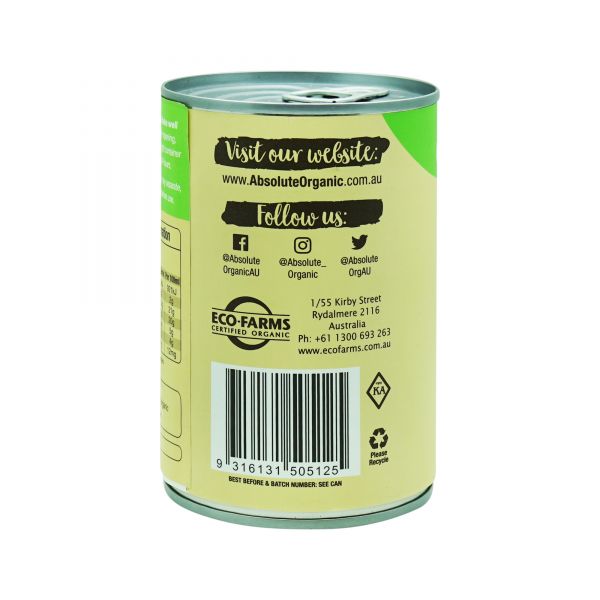 Visit our website:
www.AbsoluteOrganic.com.au
Follow us:
@Absolute
OrganicAU
@Absolute_
Organic
@Absolute
OrgAU
ECO-FARMS
CERTIFIED ORGANIC
1/55 Kirby Street
Rydalmere 2116
Australia
Ph: +61 1300 693 263
www.ecofarms.com.au
KA
Please
Recycle
9 316131 505125
BEST BEFORE & BATCH NUMBER: SEE CAN